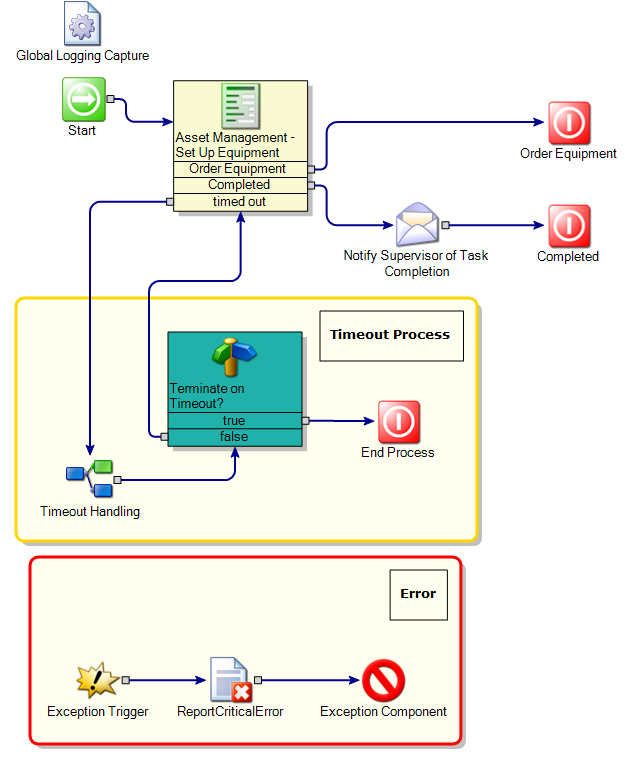 Global Logging Capture
Start
Asset Management -
Set Up Equipment
Order Equipment
Completed
timed out
Order Equipment
Notify Supervisor of Task
Completion
Completed
Timeout Process
Terminate on
Timeout?
true
false
End Process
Timeout Handling
Error
Exception Trigger
ReportCriticalError
Exception Component